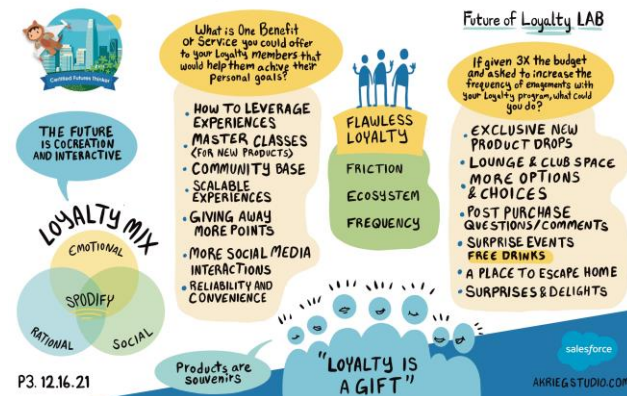 Future of Loyalty LAB
Certified Futures Thinker
THE FUTURE
IS COCREATION
AND INTERACTIVE
LOYALTY MIX
EMOTIONAL
SPODIFY
RATIONAL
SOCIAL
P3. 12.16.21
What is One Benefit
or Service you could offer
to your Loyalty members that
would help them achieve their
personal goals?
• HOW TO LEVERAGE
EXPERIENCES
• MASTER CLASSES
(FOR NEW PRODUCTS)
• COMMUNITY BASE
• SCALABLE
EXPERIENCES
• GIVING AWAY
MORE POINTS
• MORE SOCIAL MEDIA
INTERACTIONS
• RELIABILITY AND
CONVENIENCE
Products are
souvenirs
FLAWLESS
LOYALTY
FRICTION
ECOSYSTEM
FREQUENCY
"LOYALTY IS
A GIFT"
If given 3X the budget
and asked to increase the
frequency of enagements with
your Loyalty program, what could
you do?
• EXCLUSIVE NEW
PRODUCT DROPS
• LOUNGE & CLUB SPACE
• MORE OPTIONS
& CHOICES
• POST PURCHASE
QUESTIONS/COMMENTS
• SURPRISE EVENTS
FREE DRINKS
• A PLACE TO ESCAPE HOME
• SURPRISES & DELIGHTS
salesforce
AKRIEGSTUDIO.COM